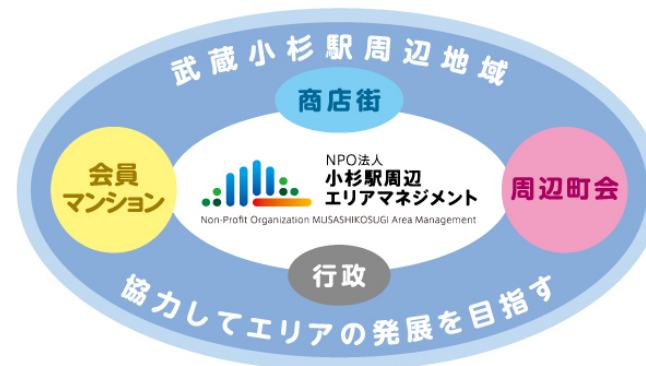 武蔵小杉駅周辺地域
商店街
会員
マンション
NPO法人
小杉駅周辺
エリアマネジメント
Non-Profit Organization MUSASHIKOSUGI Area Management
周辺町会
行政
協力してエリアの発展を目指す